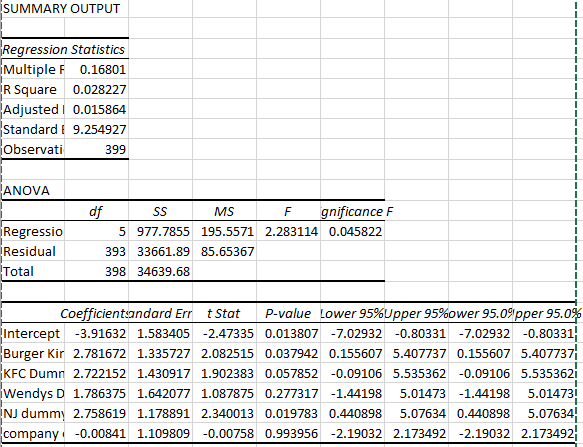 SUMMARY OUTPUT
Regression Statistics
Multiple F 0.16801
R Square 0.028227
Adjusted 0.015864
Standard E 9.254927
Observati 399
ANOVA
df SS MS F gnificance F
Regressio 5 977.7855 195.5571 2.283114 0.045822
Residual 393 33661.89 85.65367
Total 398 34639.68
Coefficients andard Err t Stat P-value Lower 95% Upper 95% ower 95.0% pper 95.0%
Intercept -3.91632 1.583405 -2.47335 0.013807 -7.02932 -0.80331 -7.02932 -0.80331
Burger Kir 2.781672 1.335727 2.082515 0.037942 0.155607 5.407737 0.155607 5.407737
KFC Dumn 2.722152 1.430917 1.902383 0.057852 -0.09106 5.535362 -0.09106 5.535362
Wendys D 1.786375 1.642077 1.087875 0.277317 -1.44198 5.01473 -1.44198 5.01473
NJ dummy 2.758619 1.178891 2.340013 0.019783 0.440898 5.07634 0.440898 5.07634
company -0.00841 1.109809 -0.00758 0.993956 -2.19032 2.173492 -2.19032 2.173492